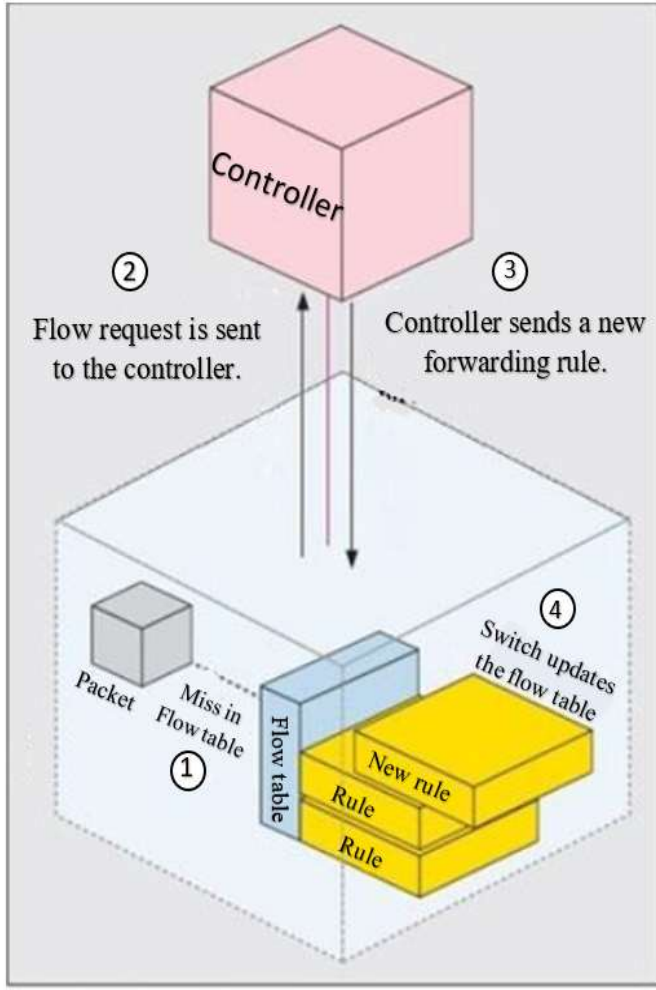 Controller
2
Flow request is sent
to the controller.
3
Controller sends a new
forwarding rule.
4
Switch updates
the flow table
Packet
Miss in
Flow table
1
Flow table
New rule
Rule
Rule